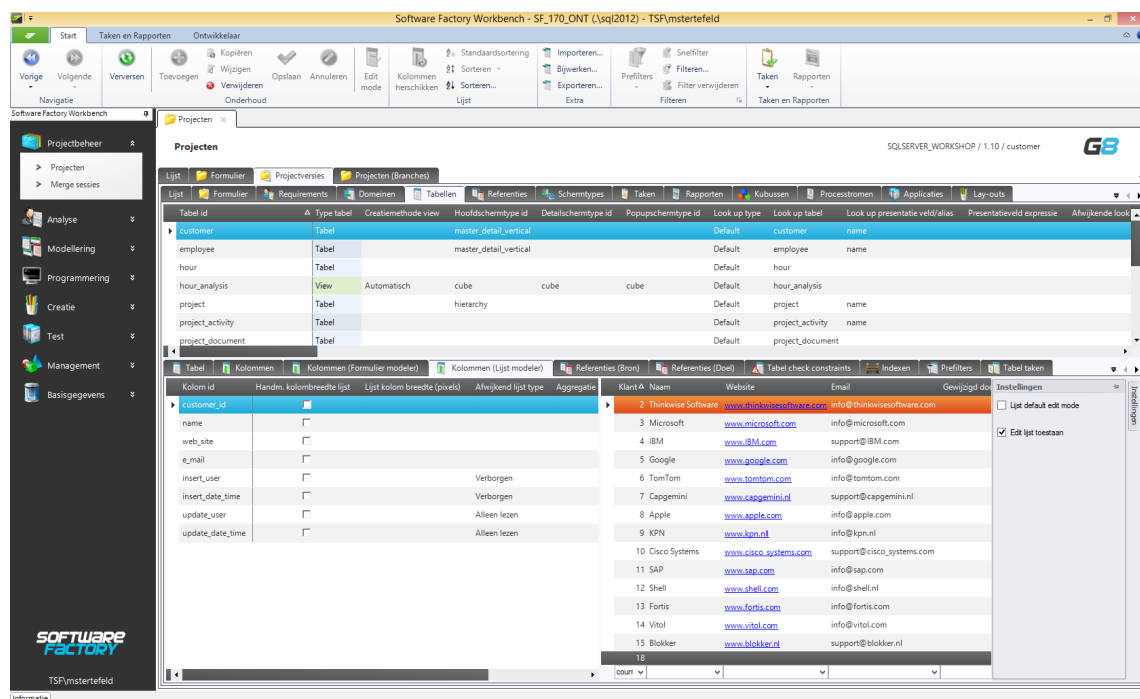 Software Factory Workbench - SF_170_ONT (.\sql2012) - TSF\mstertefeld
Start Taken en Rapporten Ontwikkelaar
Vorige Volgende Verversen Toevoegen Kopiëren Wijzigen Verwijderen Opslaan Annuleren Edit mode Kolommen herschikken Standaardsortering Sorteren Sorteren... Importeren... Bijwerken... Exporteren... Prefilters Snelfilter Filteren... Filter verwijderen Taken Rapporten
Navigatie Onderhoud Lijst Extra Filteren Taken en Rapporten
Software Factory Workbench
Projectbeheer
Projecten
Merge sessies
Analyse
Modellering
Programmering
Creatie
Test
Management
Basisgegevens
SOFTWARE
FACTORY
TSF\mstertefeld
Informatie
Projecten
Projecten SQLSERVER_WORKSHOP / 1.10 / customer G8
Lijst Formulier Projectversies Projecten (Branches)
Lijst Formulier Requirements Domeinen Tabellen Referenties Schermtypes Taken Rapporten Kubussen Processtromen Applicaties Lay-outs
Tabel id Type tabel Creatiemethode view Hoofdschermtype id Detailschermtype id Popupschermtype id Look up type Look up tabel Look up presentatie veld/alias Presentatieveld expressie Afwijkende look
customer Tabel master_detail_vertical Default customer name
employee Tabel master_detail_vertical Default employee name
hour Tabel Default hour
hour_analysis View Automatisch cube cube cube Default hour_analysis
project Tabel hierarchy Default project name
project_activity Tabel Default project_activity name
project_document Tabel Default project_document
Tabel Kolommen Kolommen (Formulier modeler) Kolommen (Lijst modeler) Referenties (Bron) Referenties (Doel) Tabel check constraints Indexen Prefilters Tabel taken
Kolom id Handm. kolombreedte lijst Lijst kolom breedte (pixels) Afwijkend lijst type Aggregatie
customer_id
name
web_site
e_mail
insert_user Verborgen
insert_date_time Verborgen
update_user Alleen lezen
update_date_time Alleen lezen
Klant Naam Website Email Gewijzigd doo
2 Thinkwise Software www.thinkwisesoftware.com info@thinkwisesoftware.com
3 Microsoft www.microsoft.com info@microsoft.com
4 IBM www.IBM.com support@IBM.com
5 Google www.google.com info@google.com
6 TomTom www.tomtom.com info@tomtom.com
7 Capgemini www.capgemini.nl support@capgemini.nl
8 Apple www.apple.com info@apple.com
9 KPN www.kpn.nll info@kpn.nl
10 Cisco Systems www.cisco_systems.com support@cisco_systems.com
11 SAP www.sap.com info@sap.com
12 Shell www.shell.com info@shell.nl
13 Fortis www.fortis.com info@fortis.com
14 Vitol www.vitol.com info@vitol.com
15 Blokker www.blokker.nl support@blokker.nl
18
count
Instellingen
Lijst default edit mode
Edit lijst toestaan
Instellingen